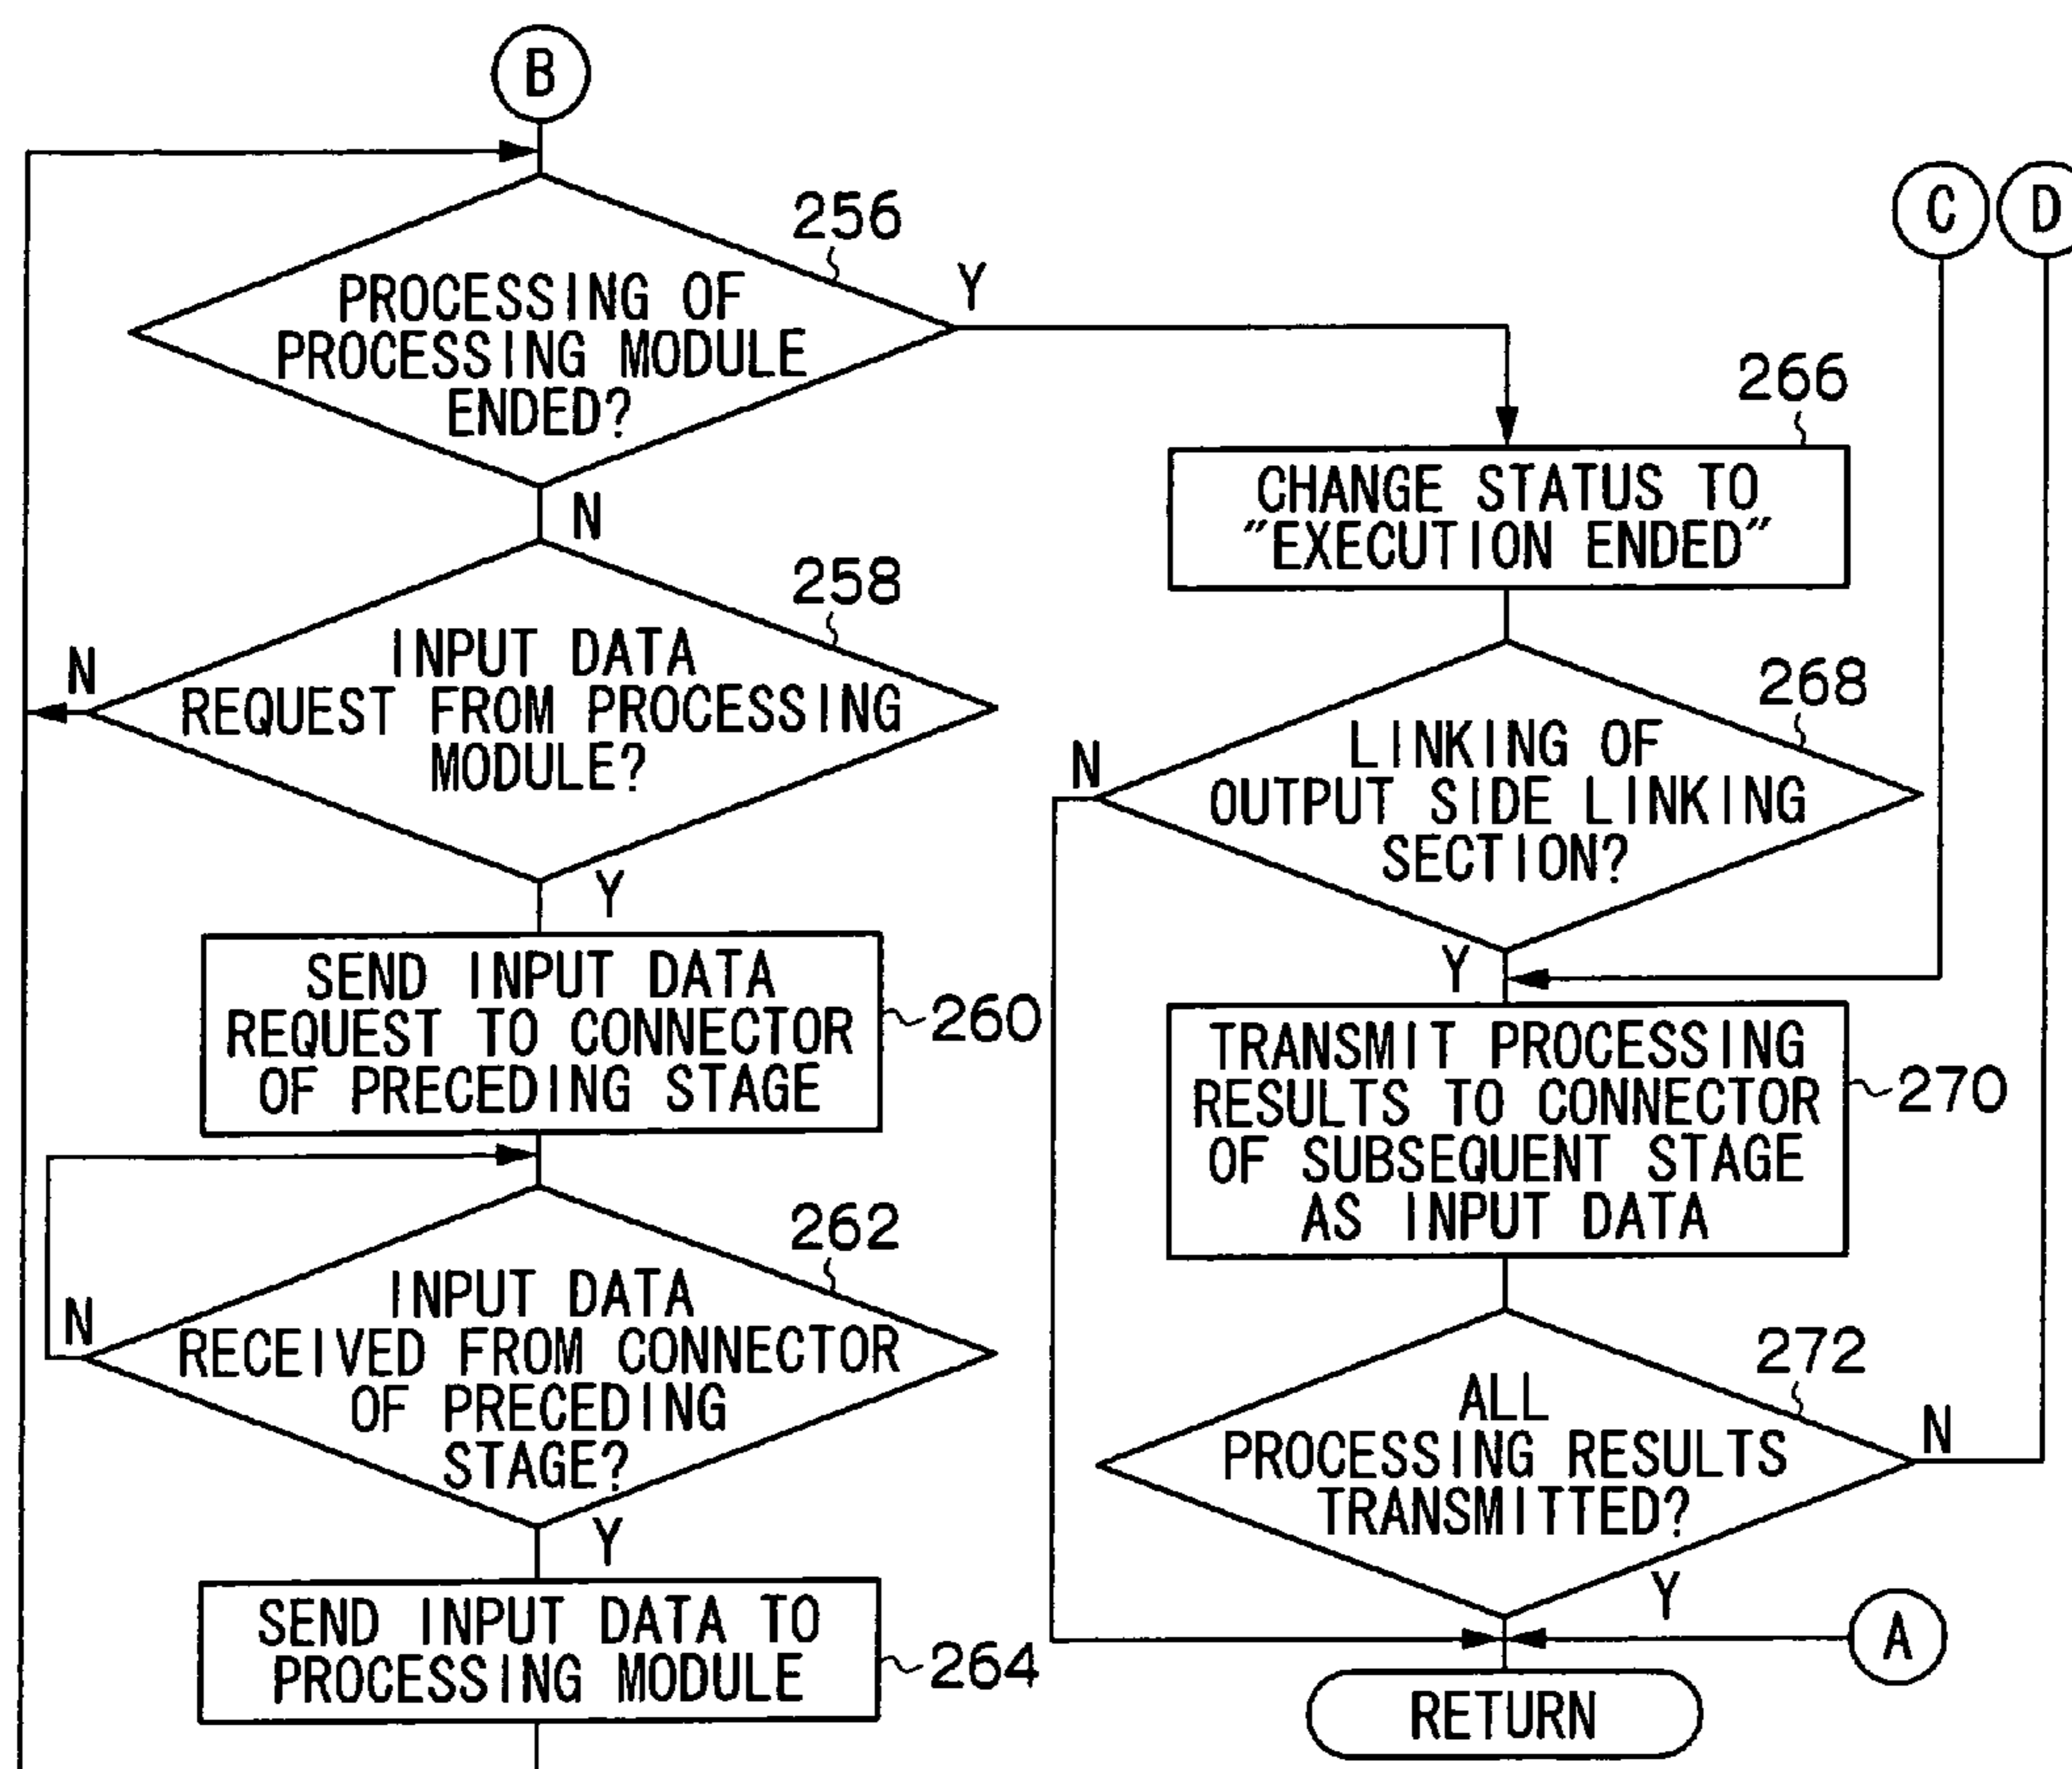 B
256
PROCESSING OF
PROCESSING MODULE
ENDED?
Y
N
258
INPUT DATA
REQUEST FROM PROCESSING
MODULE?
N
Y
SEND INPUT DATA
REQUEST TO CONNECTOR
OF PRECEDING STAGE
260
262
INPUT DATA
RECEIVED FROM CONNECTOR
OF PRECEDING
STAGE?
N
Y
SEND INPUT DATA TO
PROCESSING MODULE
264
C
D
266
CHANGE STATUS TO
"EXECUTION ENDED"
268
LINKING OF
OUTPUT SIDE LINKING
SECTION?
N
Y
TRANSMIT PROCESSING
RESULTS TO CONNECTOR
OF SUBSEQUENT STAGE
AS INPUT DATA
270
272
ALL
PROCESSING RESULTS
TRANSMITTED?
N
Y
A
RETURN